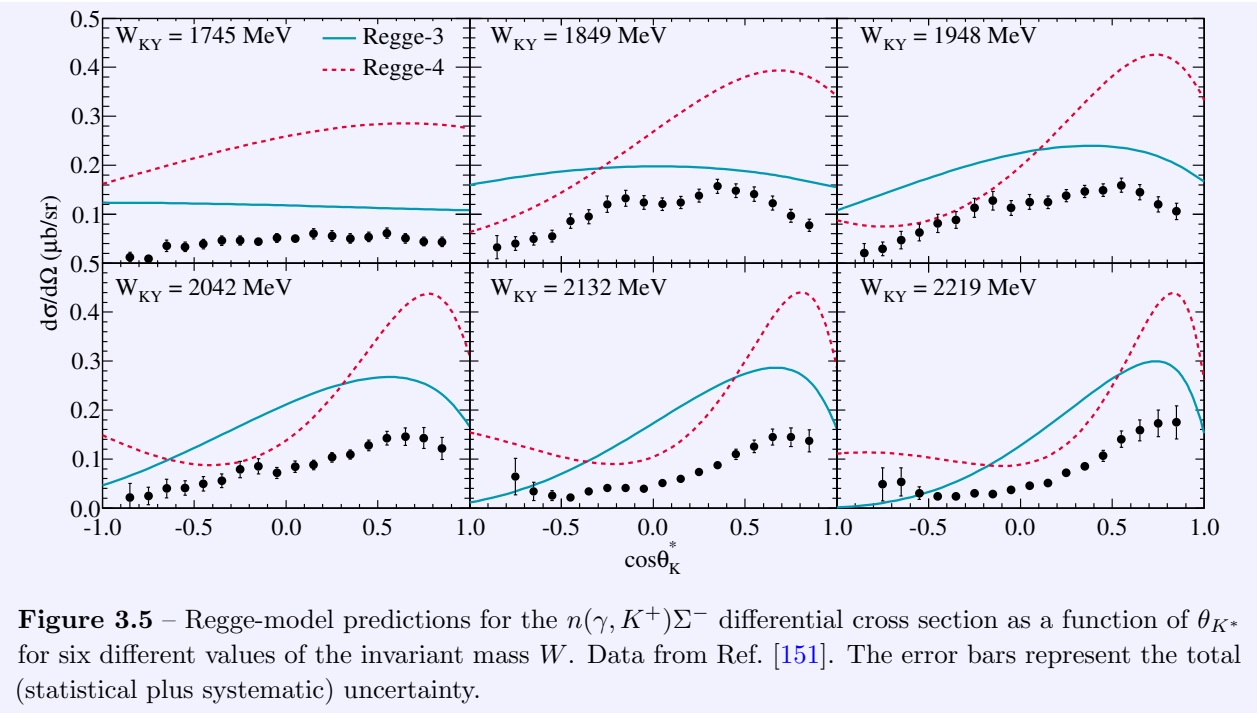 0.5
W_KY = 1745 MeV
Regge-3
Regge-4
W_KY = 1849 MeV
W_KY = 1948 MeV
0.4
0.3
0.2
0.1
0.5
W_KY = 2042 MeV
W_KY = 2132 MeV
W_KY = 2219 MeV
0.4
0.3
0.2
0.1
0.0
dσ/dΩ (μb/sr)
-1.0 -0.5 0.0 0.5 1.0 -0.5 0.0 0.5 1.0 -0.5 0.0 0.5 1.0
cosθ*_K
Figure 3.5 – Regge-model predictions for the n(γ, K⁺)Σ⁻ differential cross section as a function of θ_K*
for six different values of the invariant mass W. Data from Ref. [151]. The error bars represent the total
(statistical plus systematic) uncertainty.